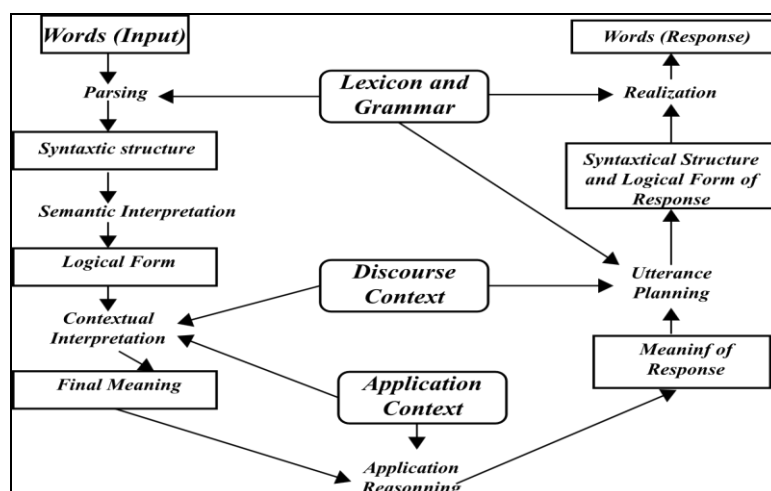 Words (Input)
Parsing
Syntaxtic structure
Semantic Interpretation
Logical Form
Contextual
Interpretation
Final Meaning
Lexicon and
Grammar
Discourse
Context
Application
Context
Application
Reasonning
Words (Response)
Realization
Syntaxtical Structure
and Logical Form of
Response
Utterance
Planning
Meaninf of
Response